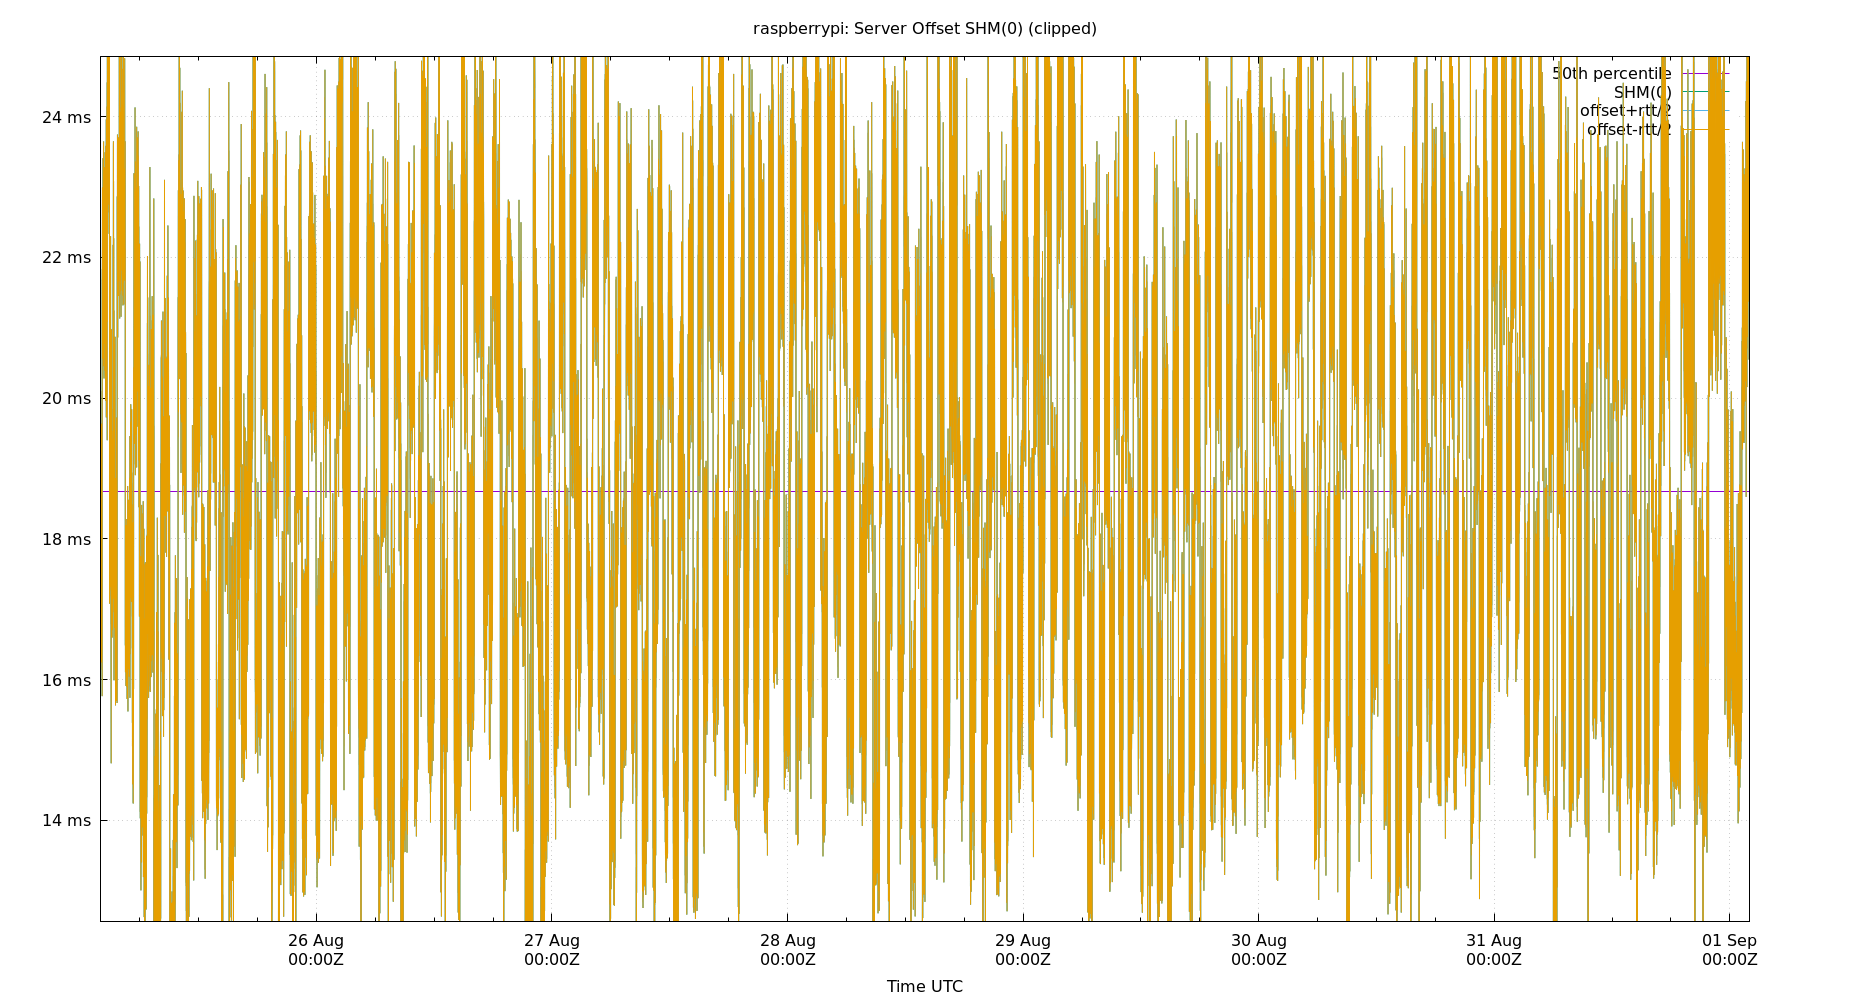 raspberrypi: Server Offset SHM(0) (clipped)
50th percentile
SHM(0)
offset+rtt/2
offset-rtt/2
24 ms
22 ms
20 ms
18 ms
16 ms
14 ms
26 Aug
00:00Z
27 Aug
00:00Z
28 Aug
00:00Z
29 Aug
00:00Z
30 Aug
00:00Z
31 Aug
00:00Z
01 Sep
00:00Z
Time UTC